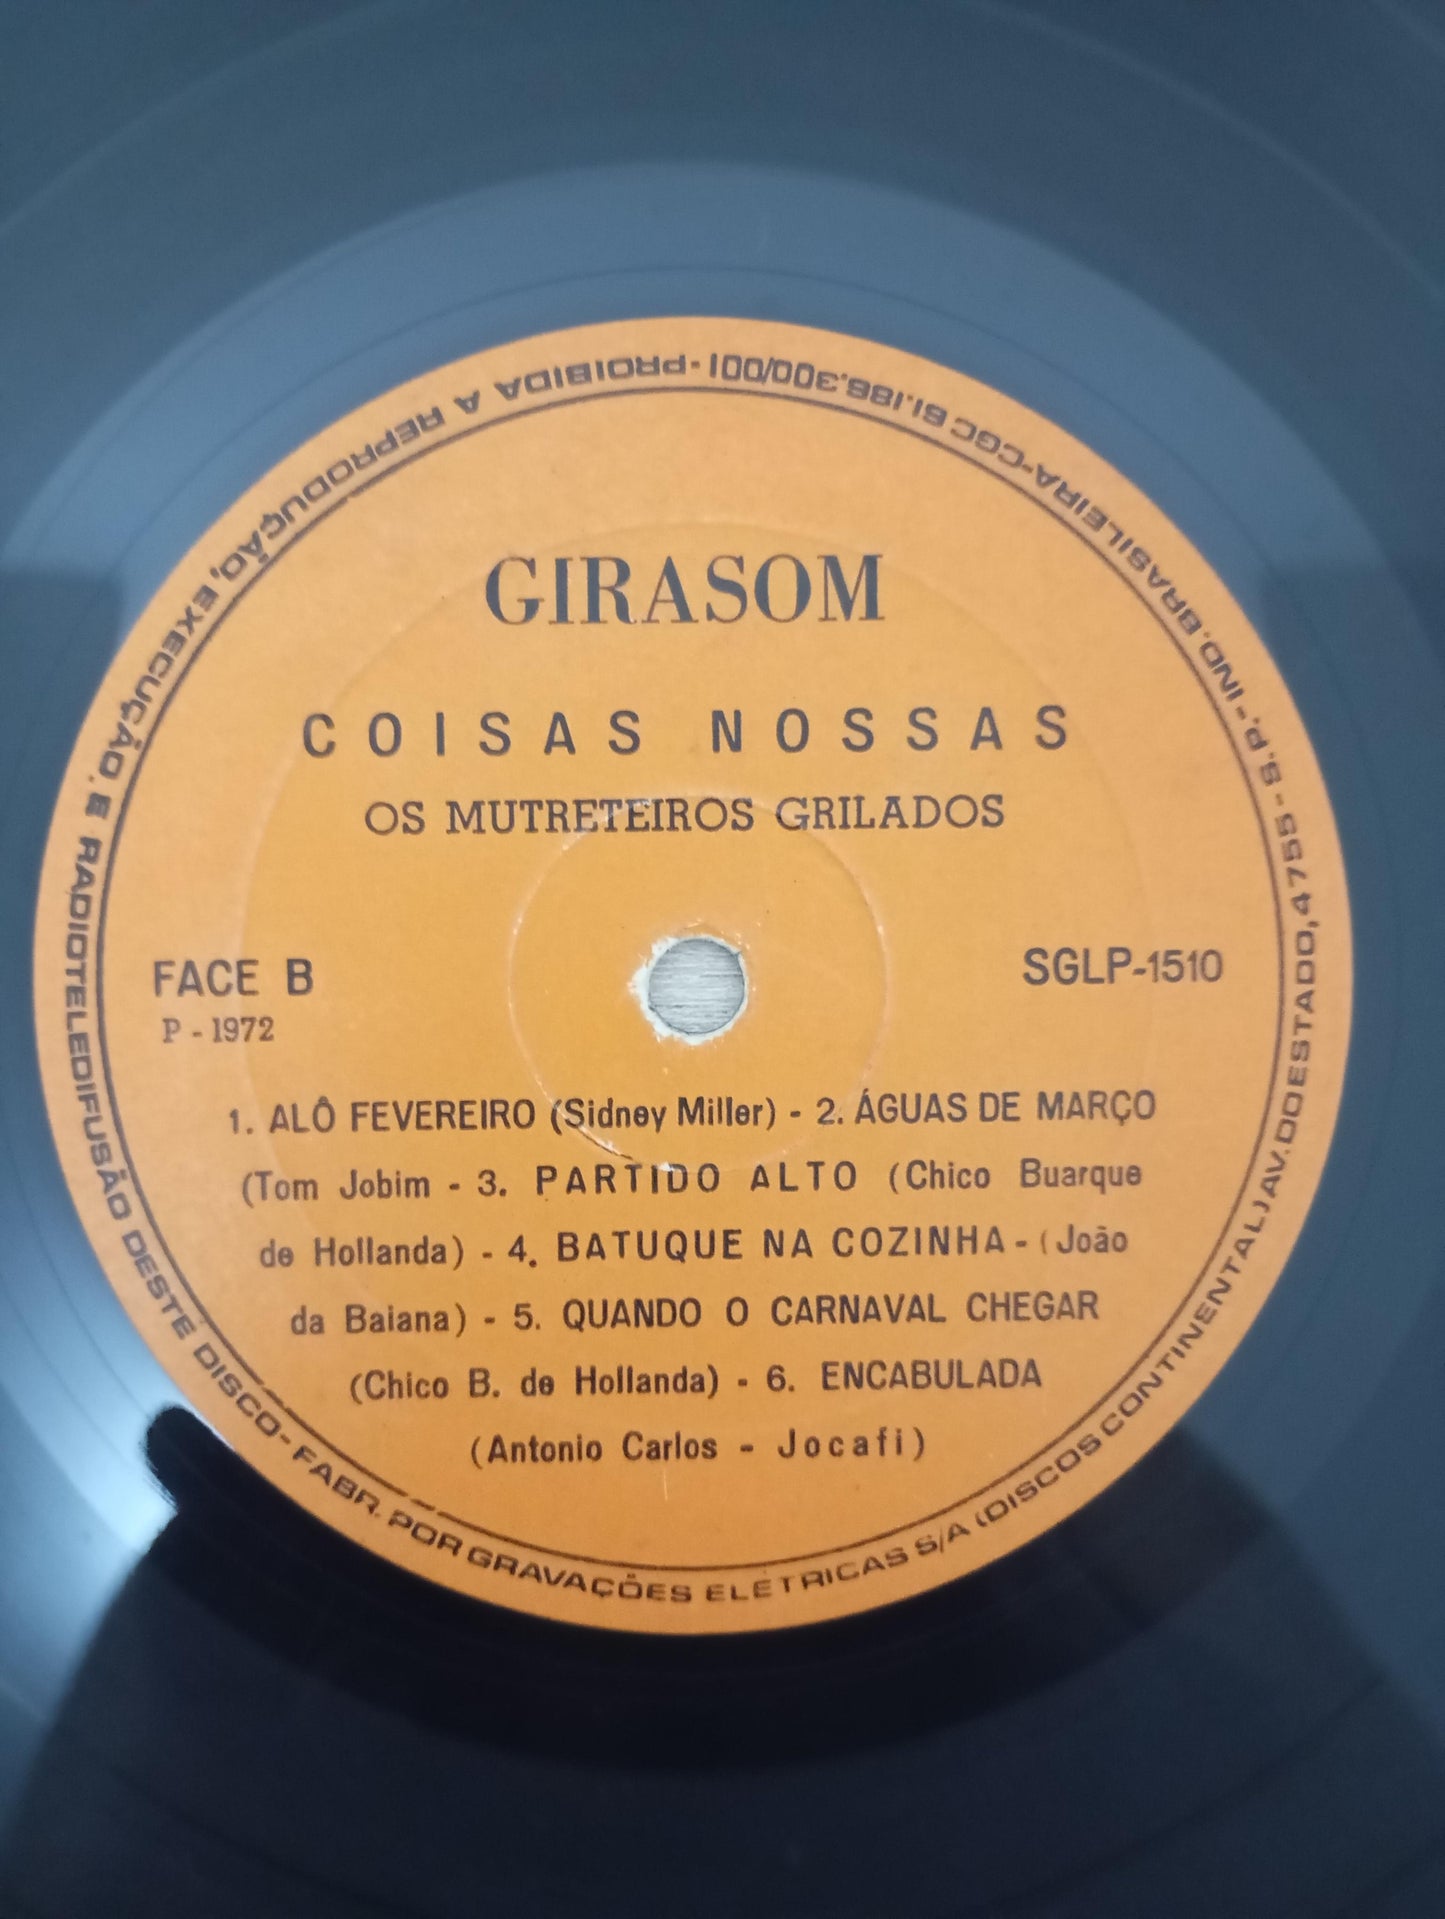 GIRASOM
COISAS NOSSAS
OS MUTRETEIROS GRILADOS
FACE B
SGLP-1510
P - 1972
1. ALÔ FEVEREIRO (Sidney Miller) - 2. ÁGUAS DE MARÇO
(Tom Jobim - 3. PARTIDO ALTO (Chico Buarque
de Hollanda) - 4. BATUQUE NA COZINHA - (João
da Baiana) - 5. QUANDO O CARNAVAL CHEGAR
(Chico B. de Hollanda) - 6. ENCABULADA
(Antonio Carlos - Jocafi)
PROIBIDA A REPRODUÇÃO, EXECUÇÃO, E RADIOTELEDIFUSÃO DESTE DISCO - FABR. POR GRAVAÇÕES ELÉTRICAS S/A (DISCOS CONTINENTAL) AV. DO ESTADO, 4755 - S.P. - IND. BRASILEIRA - CGC 61.186.300/001 -